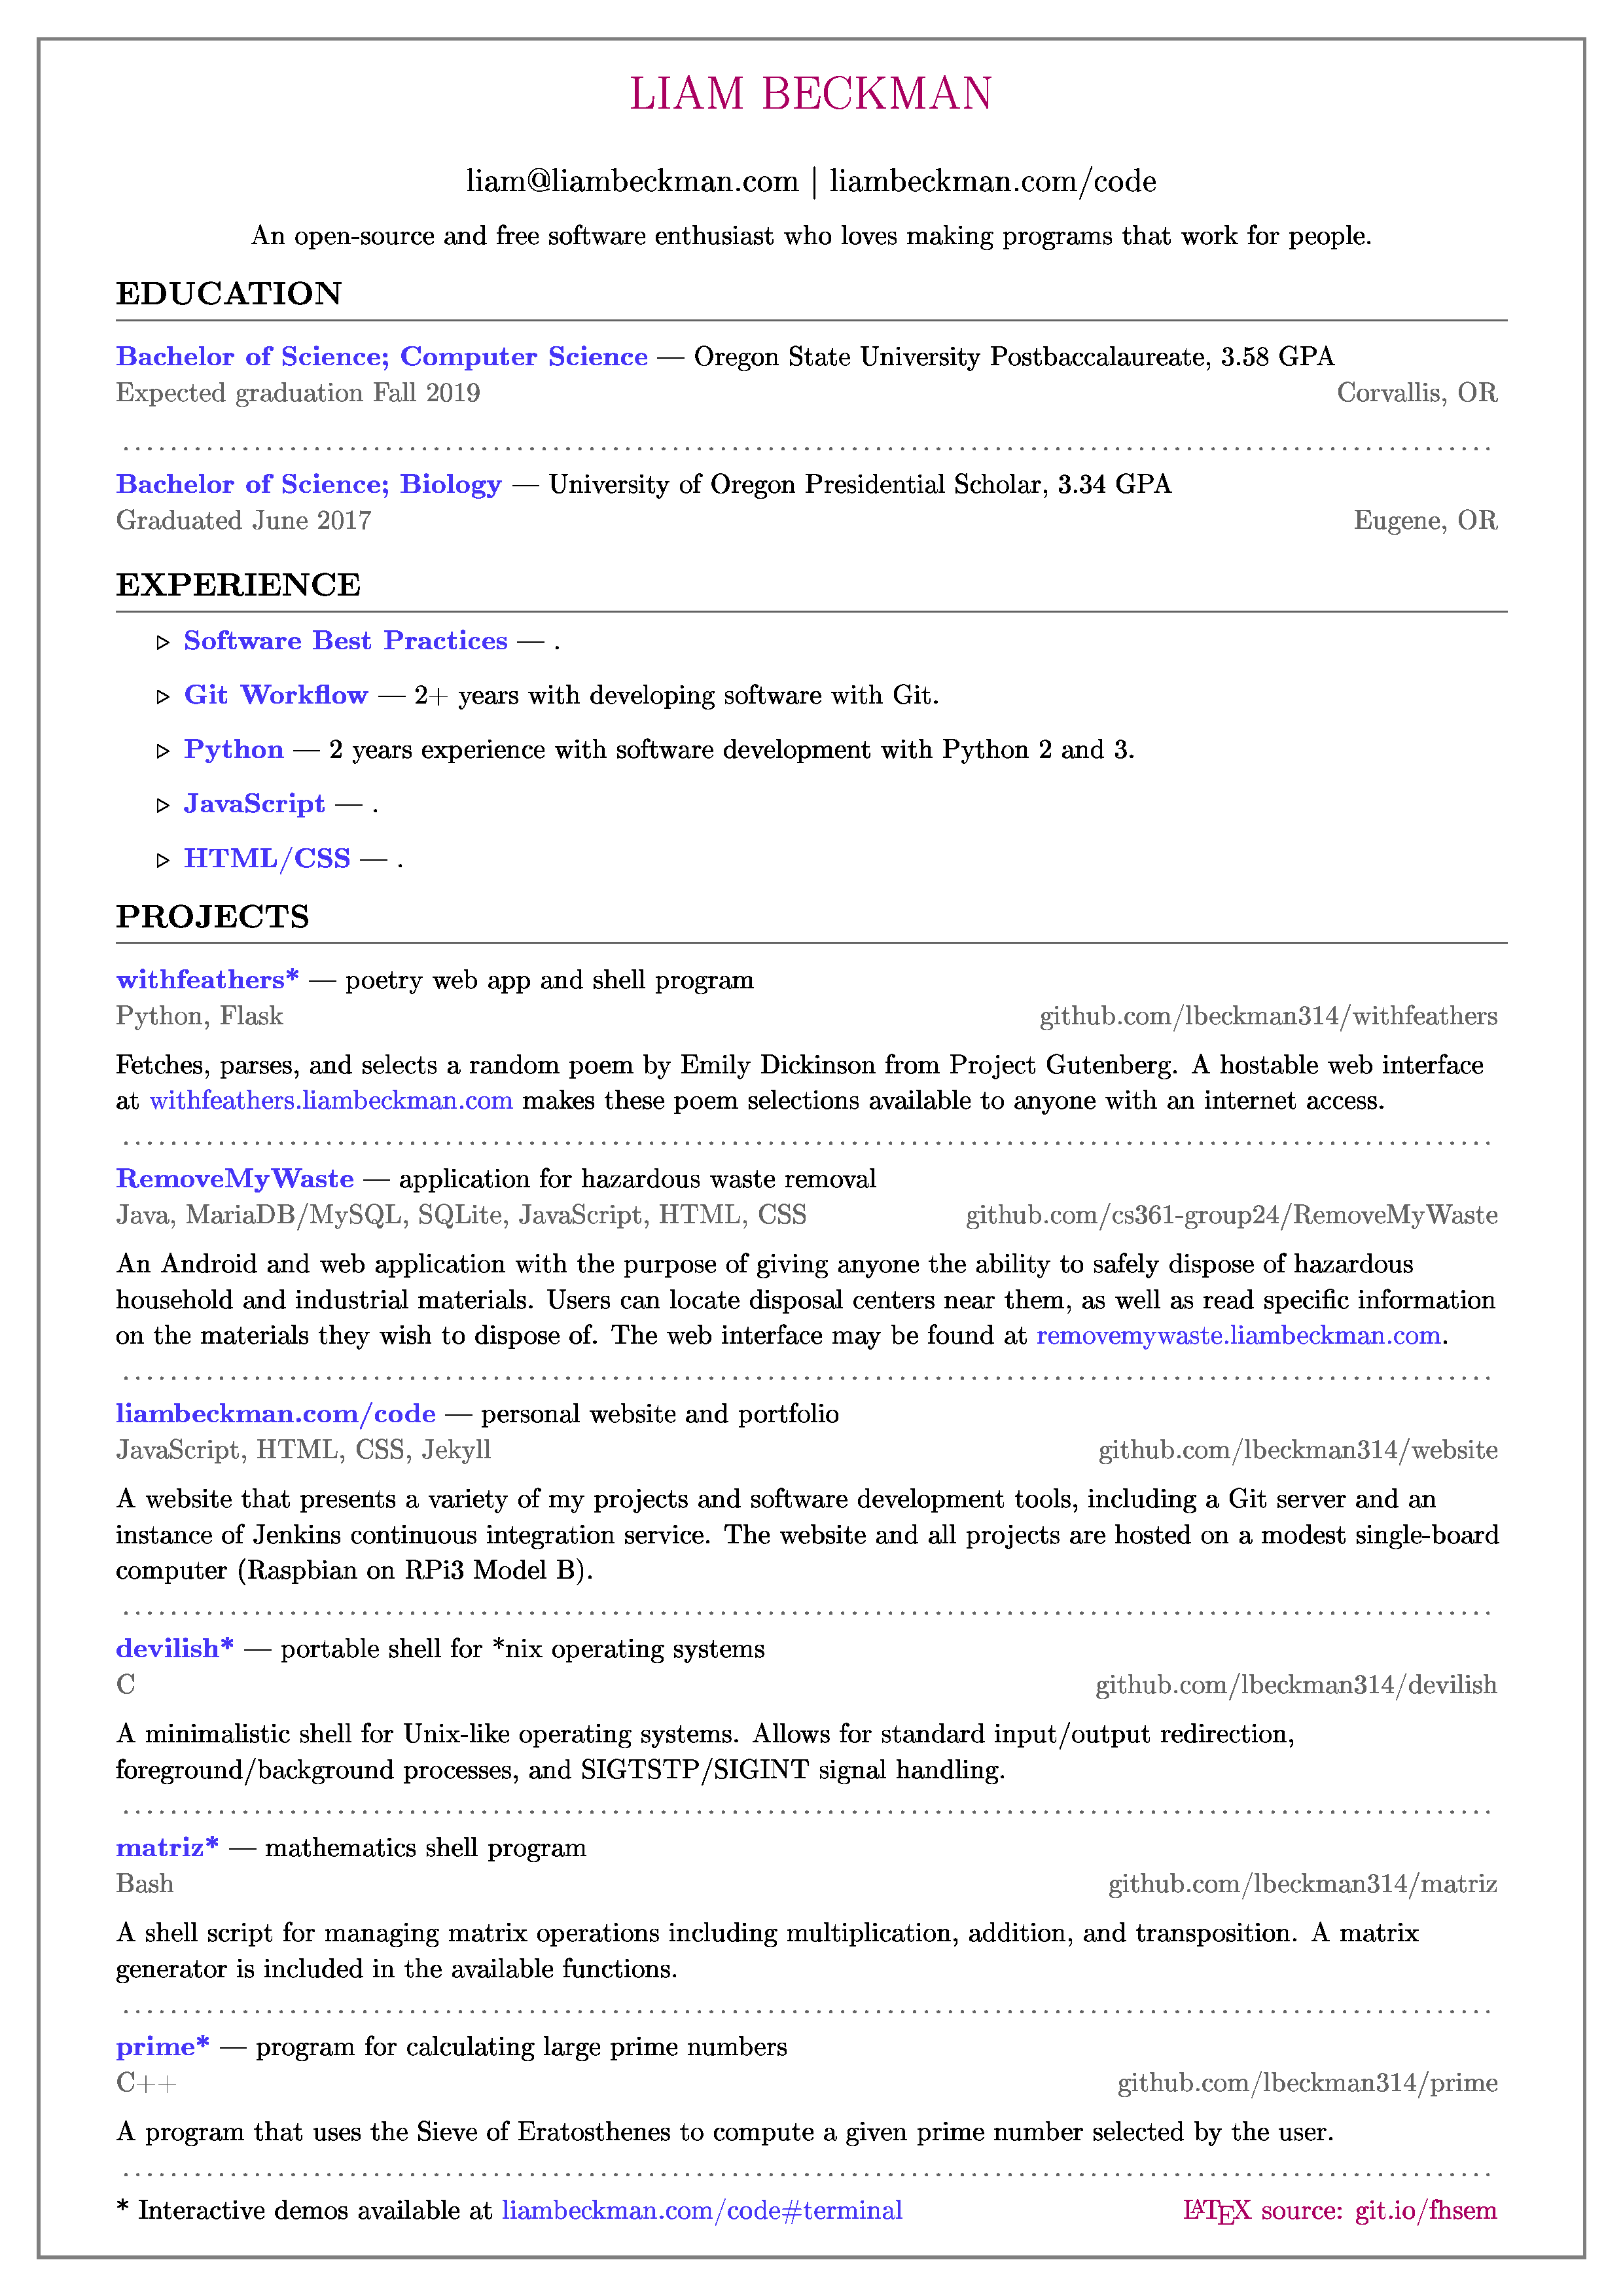 LIAM BECKMAN
liam@liambeckman.com | liambeckman.com/code
An open-source and free software enthusiast who loves making programs that work for people.
EDUCATION
Bachelor of Science; Computer Science — Oregon State University Postbaccalaureate, 3.58 GPA
Expected graduation Fall 2019 Corvallis, OR
Bachelor of Science; Biology — University of Oregon Presidential Scholar, 3.34 GPA
Graduated June 2017 Eugene, OR
EXPERIENCE
▷ Software Best Practices — .
▷ Git Workflow — 2+ years with developing software with Git.
▷ Python — 2 years experience with software development with Python 2 and 3.
▷ JavaScript — .
▷ HTML/CSS — .
PROJECTS
withfeathers* — poetry web app and shell program
Python, Flask github.com/lbeckman314/withfeathers
Fetches, parses, and selects a random poem by Emily Dickinson from Project Gutenberg. A hostable web interface
at withfeathers.liambeckman.com makes these poem selections available to anyone with an internet access.
RemoveMyWaste — application for hazardous waste removal
Java, MariaDB/MySQL, SQLite, JavaScript, HTML, CSS github.com/cs361-group24/RemoveMyWaste
An Android and web application with the purpose of giving anyone the ability to safely dispose of hazardous
household and industrial materials. Users can locate disposal centers near them, as well as read specific information
on the materials they wish to dispose of. The web interface may be found at removemywaste.liambeckman.com.
liambeckman.com/code — personal website and portfolio
JavaScript, HTML, CSS, Jekyll github.com/lbeckman314/website
A website that presents a variety of my projects and software development tools, including a Git server and an
instance of Jenkins continuous integration service. The website and all projects are hosted on a modest single-board
computer (Raspbian on RPi3 Model B).
devilish* — portable shell for *nix operating systems
C github.com/lbeckman314/devilish
A minimalistic shell for Unix-like operating systems. Allows for standard input/output redirection,
foreground/background processes, and SIGTSTP/SIGINT signal handling.
matriz* — mathematics shell program
Bash github.com/lbeckman314/matriz
A shell script for managing matrix operations including multiplication, addition, and transposition. A matrix
generator is included in the available functions.
prime* — program for calculating large prime numbers
C++ github.com/lbeckman314/prime
A program that uses the Sieve of Eratosthenes to compute a given prime number selected by the user.
* Interactive demos available at liambeckman.com/code#terminal LATEX source: git.io/fhsem